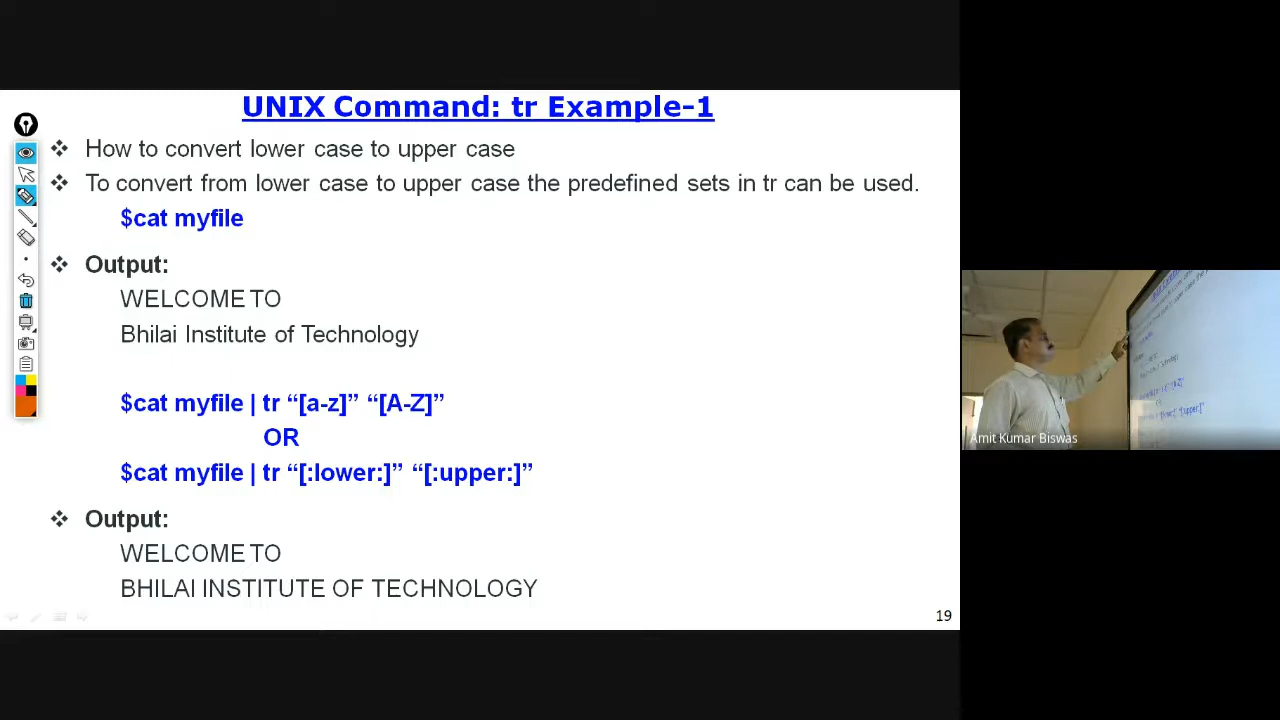 UNIX Command: tr Example-1
❖ How to convert lower case to upper case
❖ To convert from lower case to upper case the predefined sets in tr can be used.
$cat myfile
❖ Output:
WELCOME TO
Bhilai Institute of Technology
$cat myfile | tr “[a-z]” “[A-Z]”
OR
$cat myfile | tr “[:lower:]” “[:upper:]”
❖ Output:
WELCOME TO
BHILAI INSTITUTE OF TECHNOLOGY
19
Amit Kumar Biswas